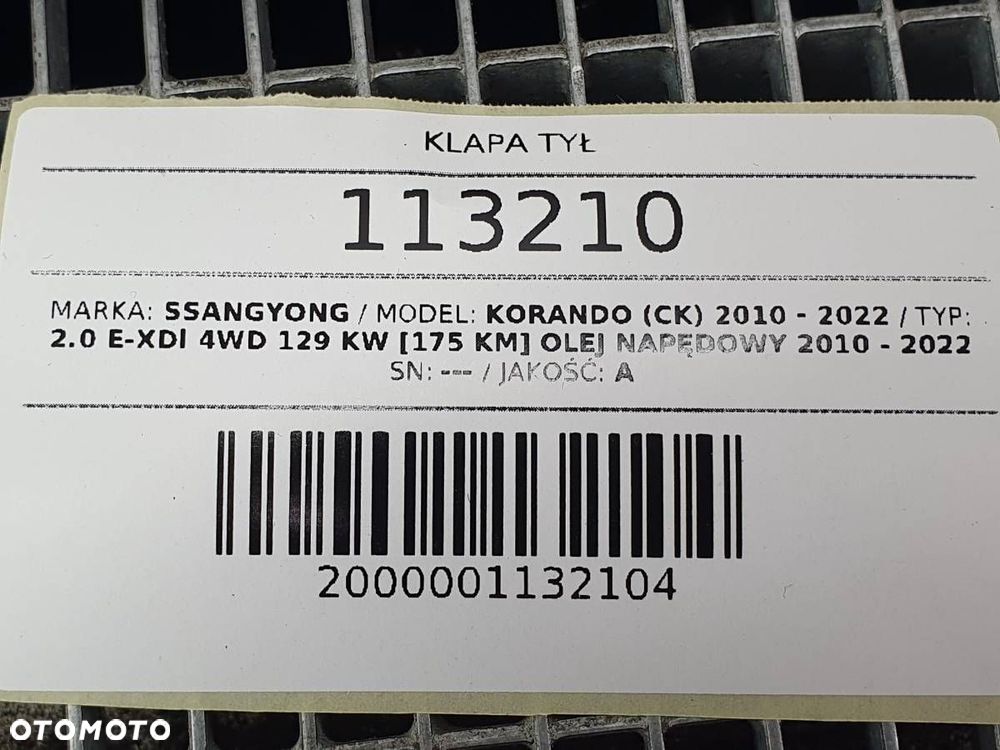 KLAPA TYŁ
113210
MARKA: SSANGYONG / MODEL: KORANDO (CK) 2010 - 2022 / TYP:
2.0 E-XDI 4WD 129 KW [175 KM] OLEJ NAPĘDOWY 2010 - 2022
SN: --- / JAKOŚĆ: A
2000001132104
OTOMOTO